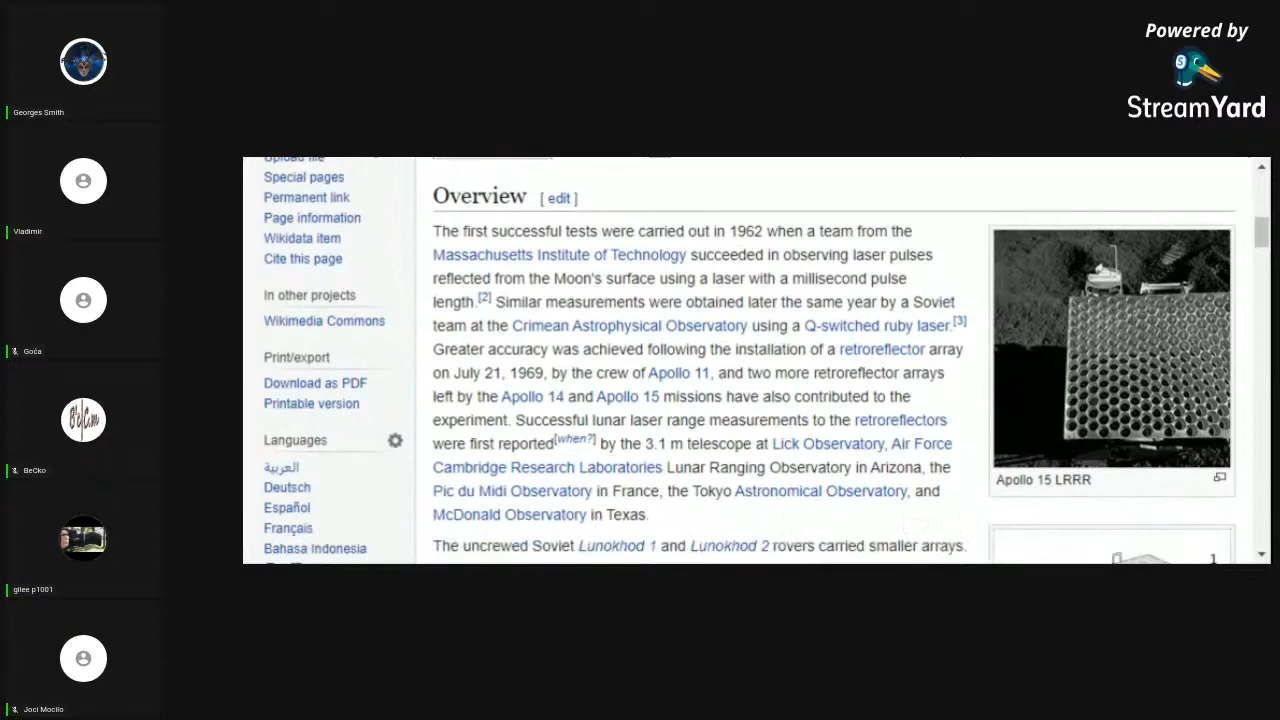 Powered by
StreamYard
Georges Smith
Vladimir
Goća
BeCko
gilee p1001
Joci Mocilo
Upload file
Special pages
Permanent link
Page information
Wikidata item
Cite this page
In other projects
Wikimedia Commons
Print/export
Download as PDF
Printable version
Languages
العربية
Deutsch
Español
Français
Bahasa Indonesia
Overview [ edit ]
The first successful tests were carried out in 1962 when a team from the
Massachusetts Institute of Technology succeeded in observing laser pulses
reflected from the Moon's surface using a laser with a millisecond pulse
length.[2] Similar measurements were obtained later the same year by a Soviet
team at the Crimean Astrophysical Observatory using a Q-switched ruby laser.[3]
Greater accuracy was achieved following the installation of a retroreflector array
on July 21, 1969, by the crew of Apollo 11, and two more retroreflector arrays
left by the Apollo 14 and Apollo 15 missions have also contributed to the
experiment. Successful lunar laser range measurements to the retroreflectors
were first reported[when?] by the 3.1 m telescope at Lick Observatory, Air Force
Cambridge Research Laboratories Lunar Ranging Observatory in Arizona, the
Pic du Midi Observatory in France, the Tokyo Astronomical Observatory, and
McDonald Observatory in Texas.
The uncrewed Soviet Lunokhod 1 and Lunokhod 2 rovers carried smaller arrays.
Apollo 15 LRRR
1